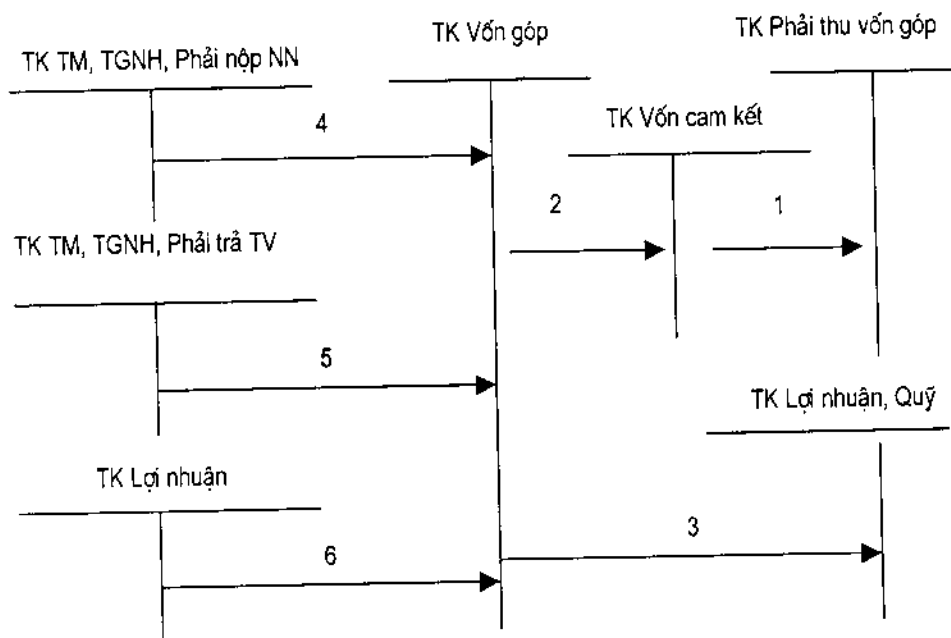 TK TM, TGNH, Phải nộp NN
TK Vốn góp
TK Phải thu vốn góp
4
TK Vốn cam kết
2
1
TK TM, TGNH, Phải trả TV
5
TK Lợi nhuận, Quỹ
TK Lợi nhuận
3
6